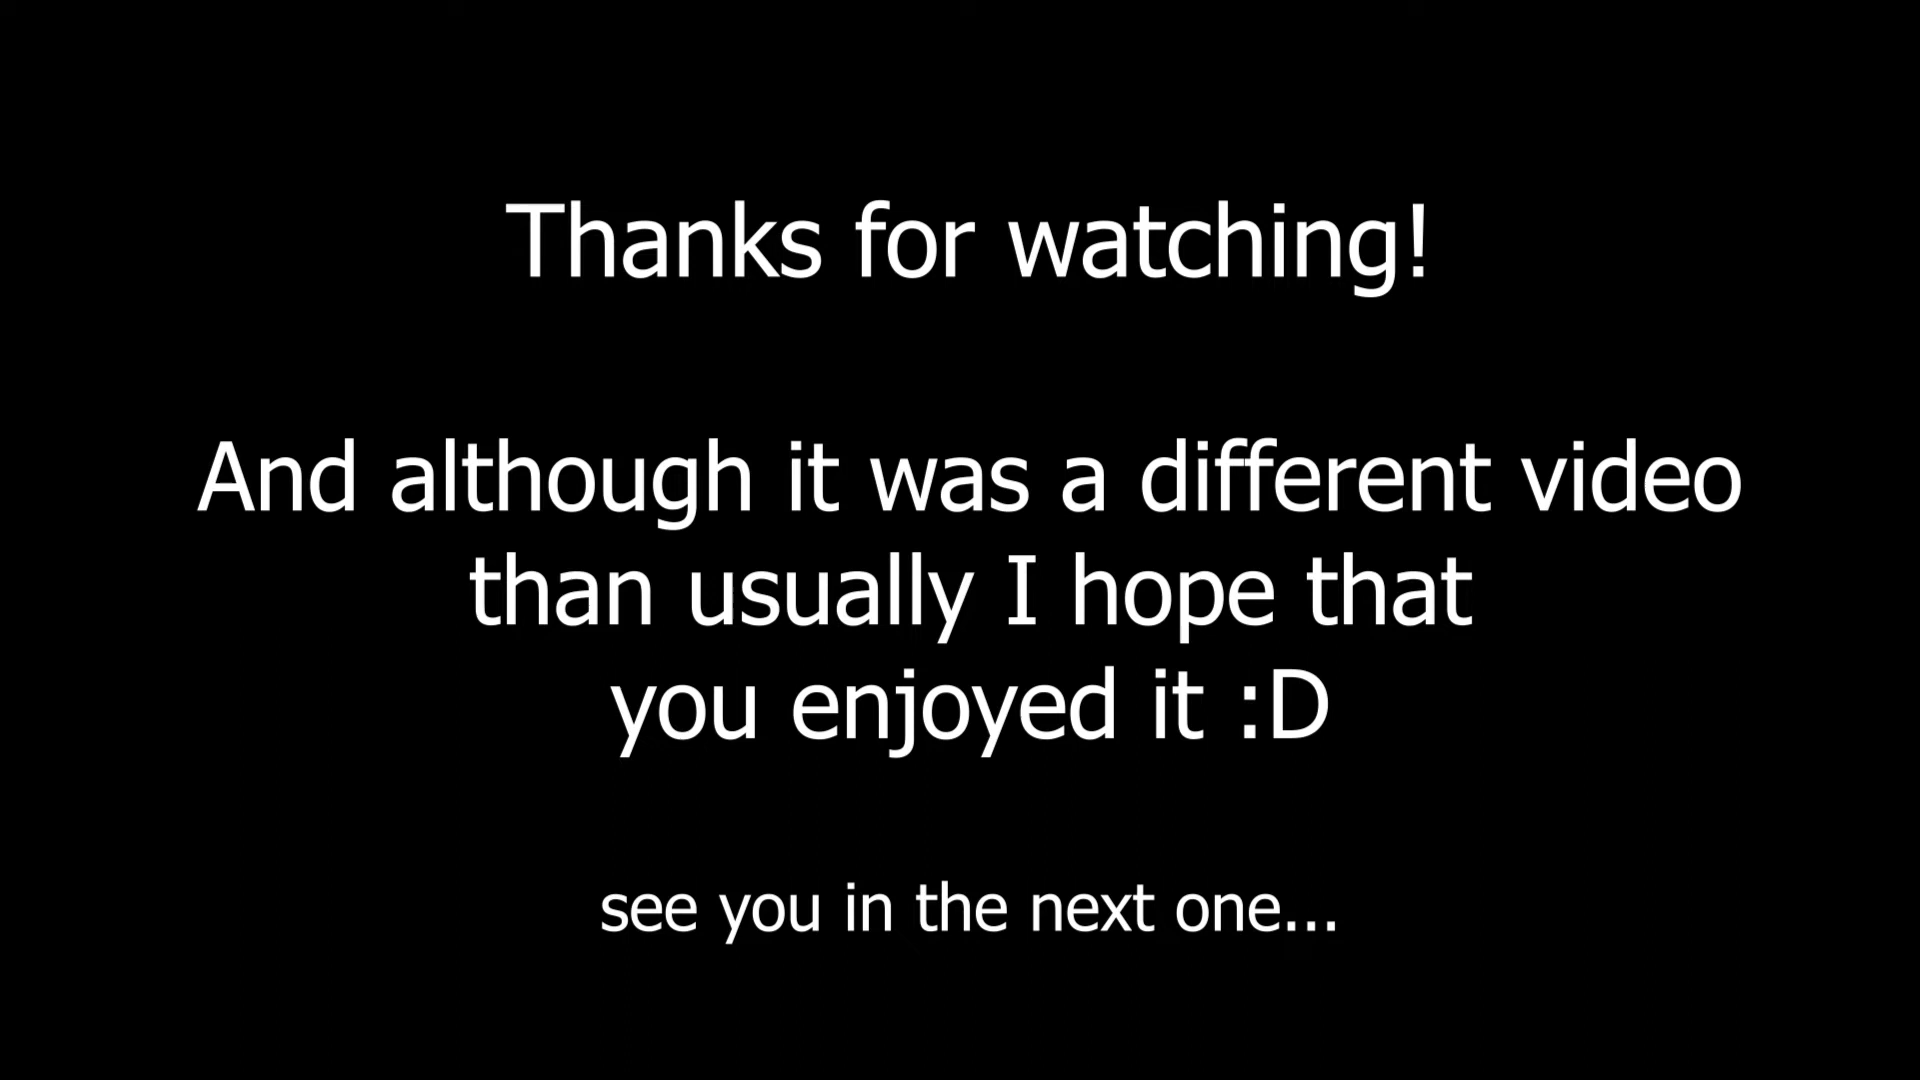 Thanks for watching!
And although it was a different video
than usually I hope that
you enjoyed it :D
see you in the next one...